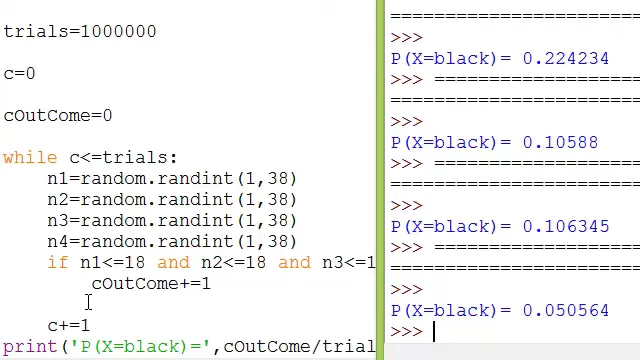 trials=1000000
c=0
cOutCome=0
while c<=trials:
n1=random.randint(1,38)
n2=random.randint(1,38)
n3=random.randint(1,38)
n4=random.randint(1,38)
if n1<=18 and n2<=18 and n3<=1
cOutCome+=1
c+=1
print('P(X=black)=',cOutCome/trial
===============
>>>
P(X=black)= 0.224234
>>> =============
===============
>>>
P(X=black)= 0.10588
>>> =============
===============
>>>
P(X=black)= 0.106345
>>> =============
===============
>>>
P(X=black)= 0.050564
>>>